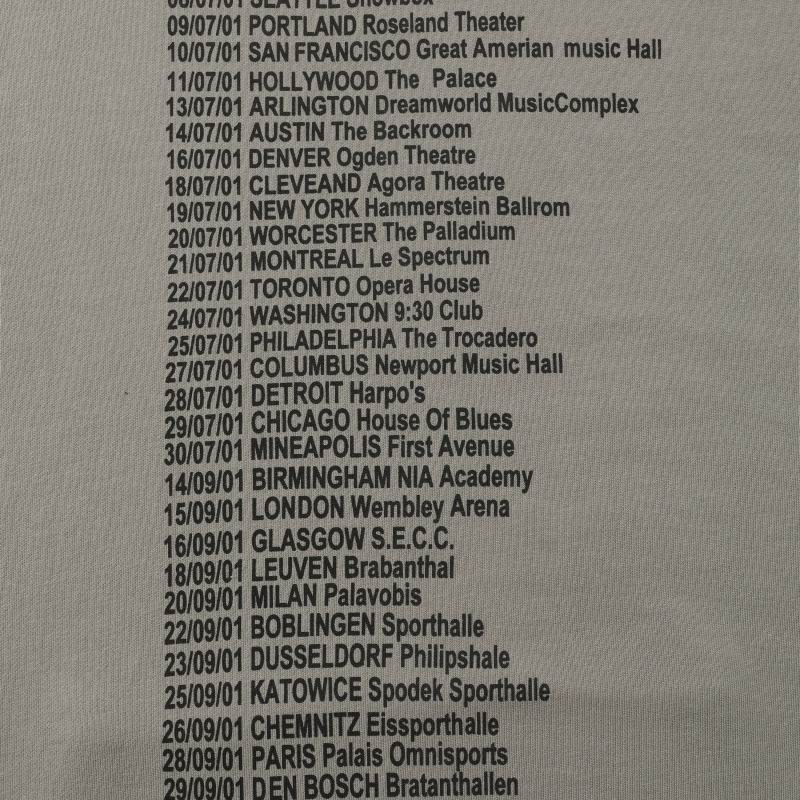 08/07/01 SEATTLE Showbox
09/07/01 PORTLAND Roseland Theater
10/07/01 SAN FRANCISCO Great Amerian music Hall
11/07/01 HOLLYWOOD The Palace
13/07/01 ARLINGTON Dreamworld MusicComplex
14/07/01 AUSTIN The Backroom
16/07/01 DENVER Ogden Theatre
18/07/01 CLEVEAND Agora Theatre
19/07/01 NEW YORK Hammerstein Ballrom
20/07/01 WORCESTER The Palladium
21/07/01 MONTREAL Le Spectrum
22/07/01 TORONTO Opera House
24/07/01 WASHINGTON 9:30 Club
25/07/01 PHILADELPHIA The Trocadero
27/07/01 COLUMBUS Newport Music Hall
28/07/01 DETROIT Harpo's
29/07/01 CHICAGO House Of Blues
30/07/01 MINEAPOLIS First Avenue
14/09/01 BIRMINGHAM NIA Academy
15/09/01 LONDON Wembley Arena
16/09/01 GLASGOW S.E.C.C.
18/09/01 LEUVEN Brabanthal
20/09/01 MILAN Palavobis
22/09/01 BOBLINGEN Sporthalle
23/09/01 DUSSELDORF Philipshale
25/09/01 KATOWICE Spodek Sporthalle
26/09/01 CHEMNITZ Eissporthalle
28/09/01 PARIS Palais Omnisports
29/09/01 DEN BOSCH Bratanthallen